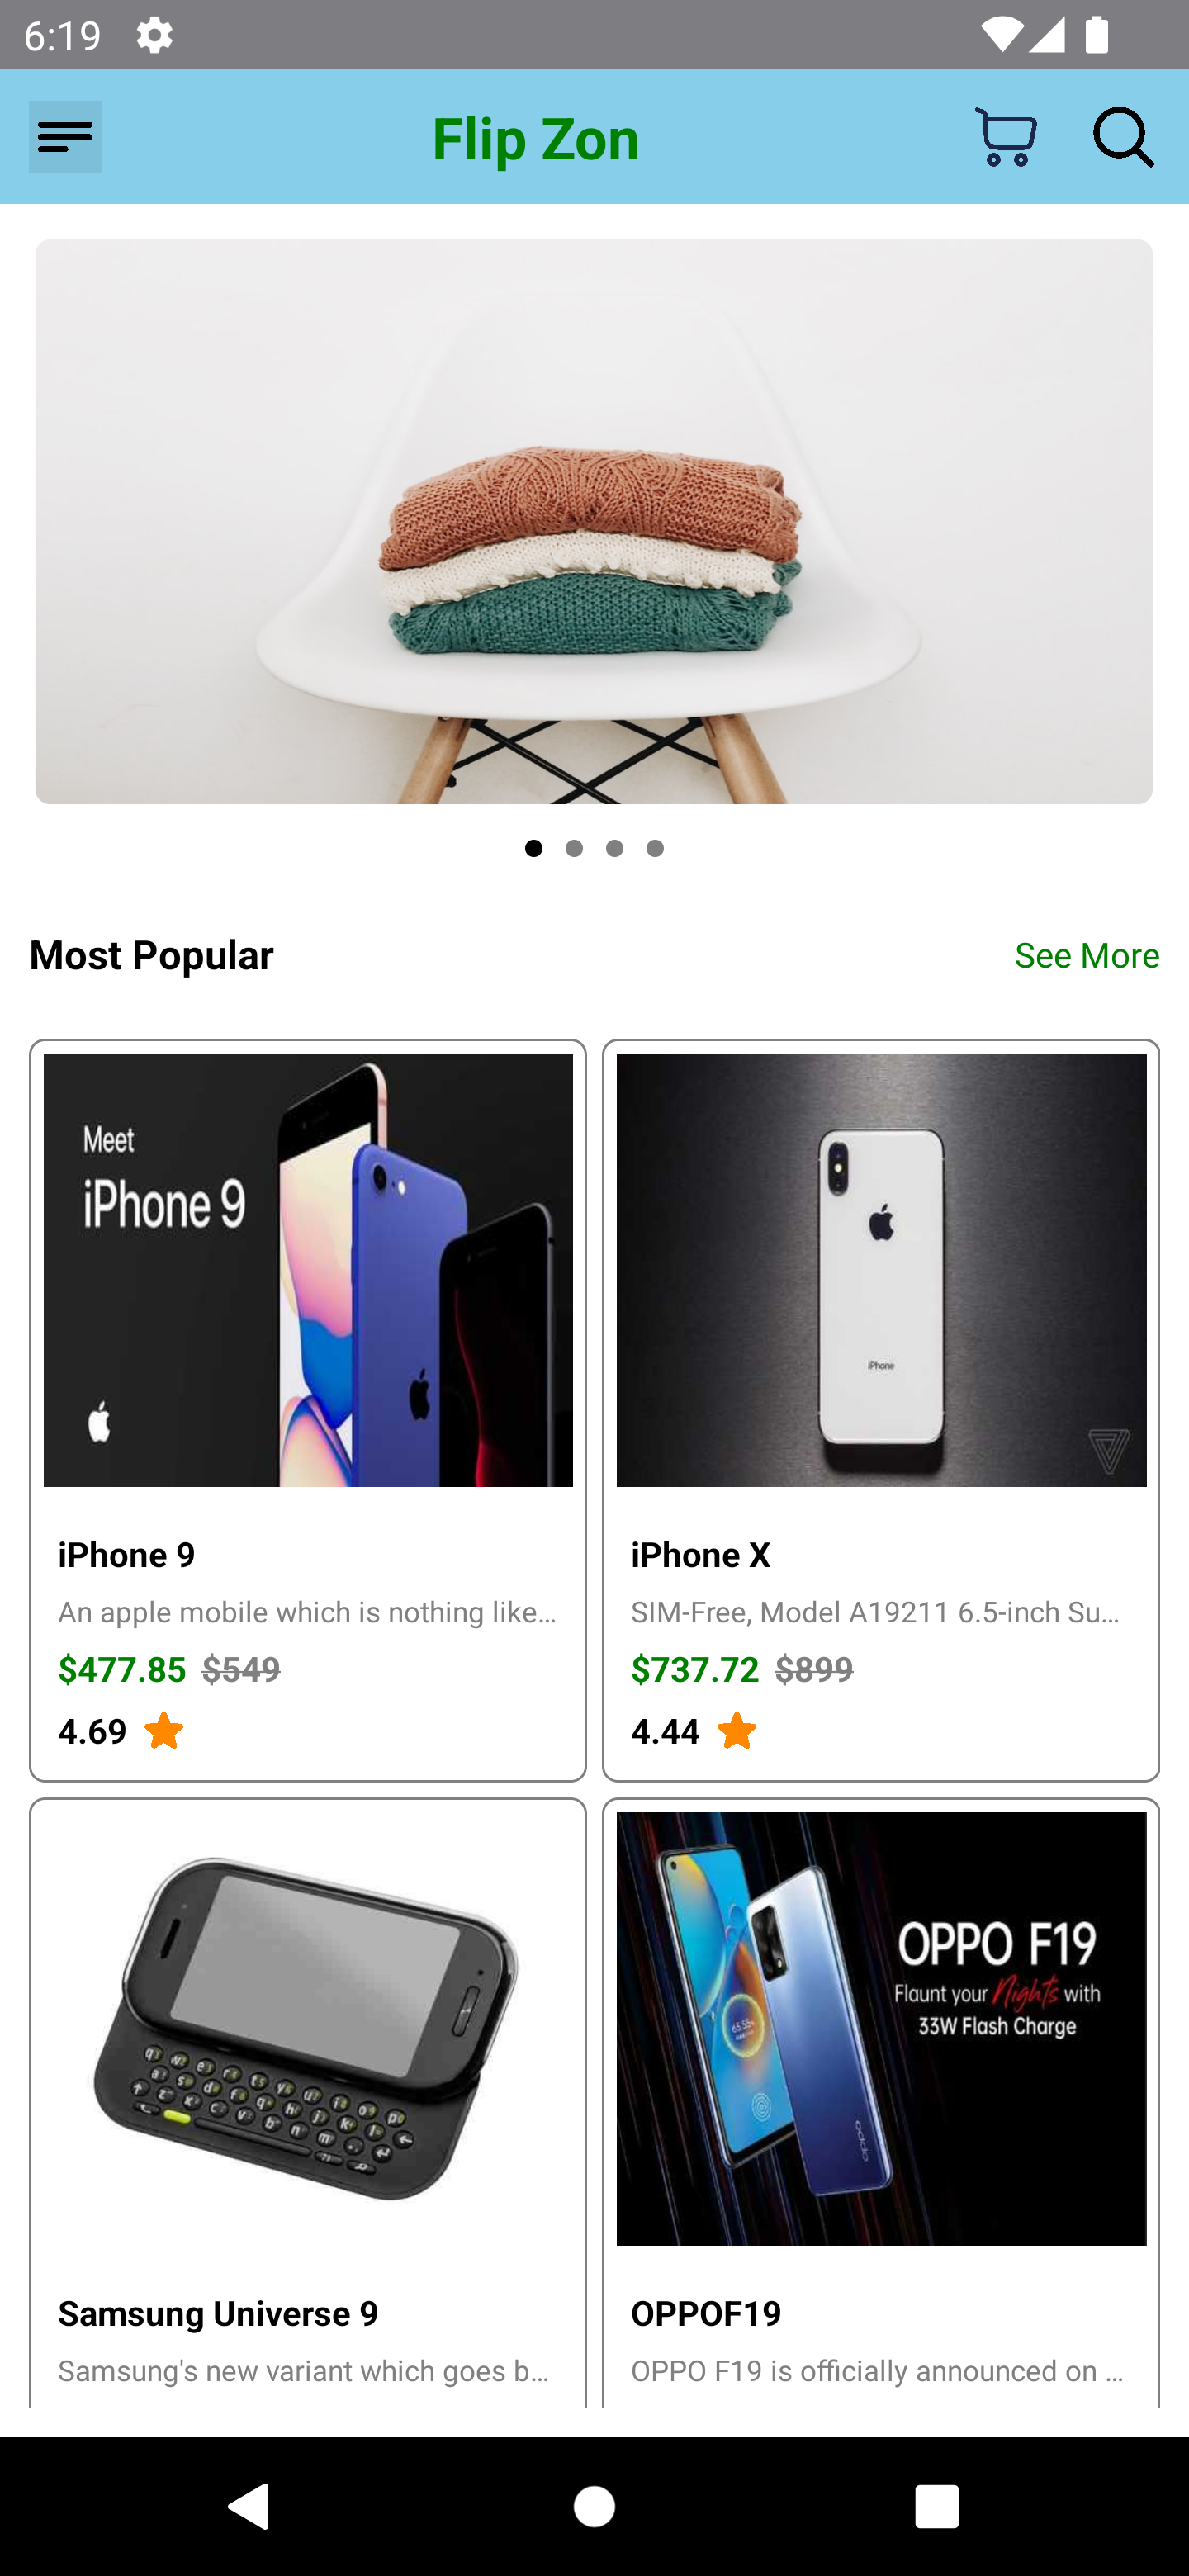 6:19
Flip Zon
Most Popular
See More
Meet
iPhone 9
iPhone
iPhone 9
An apple mobile which is nothing like…
$477.85 $549
4.69
iPhone X
SIM-Free, Model A19211 6.5-inch Su…
$737.72 $899
4.44
OPPO F19
Flaunt your Nights with
33W Flash Charge
oppo
Samsung Universe 9
Samsung's new variant which goes b…
OPPOF19
OPPO F19 is officially announced on …